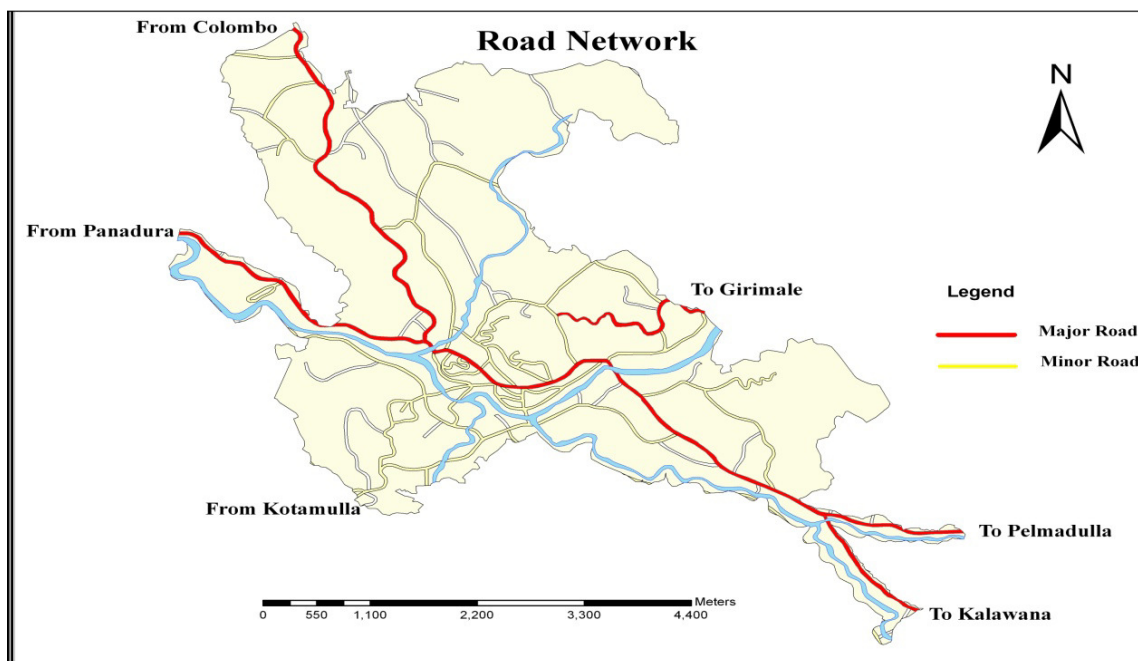 From Colombo
Road Network
N
From Panadura
To Girimale
Legend
Major Road
Minor Road
From Kotamulla
To Pelmadulla
To Kalawana
Meters
0 550 1,100 2,200 3,300 4,400